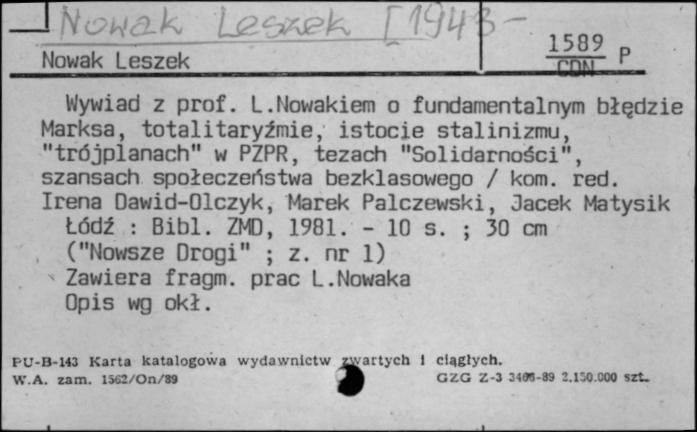 Nowak Leszek [1943-
1589 P
CDN
Nowak Leszek
Wywiad z prof. L.Nowakiem o fundamentalnym błędzie
Marksa, totalitaryźmie, istocie stalinizmu,
"trójplanach" w PZPR, tezach "Solidarności",
szansach społeczeństwa bezklasowego / kom. red.
Irena Dawid-Olczyk, Marek Palczewski, Jacek Matysik
Łódź : Bibl. ZMD, 1981. - 10 s. ; 30 cm
("Nowsze Drogi" ; z. nr 1)
Zawiera fragm. prac L.Nowaka
Opis wg okł.
PU-B-143 Karta katalogowa wydawnictw zwartych i ciągłych.
W.A. zam. 1562/On/89 GZG Z-3 -89 2.150.000 szt.